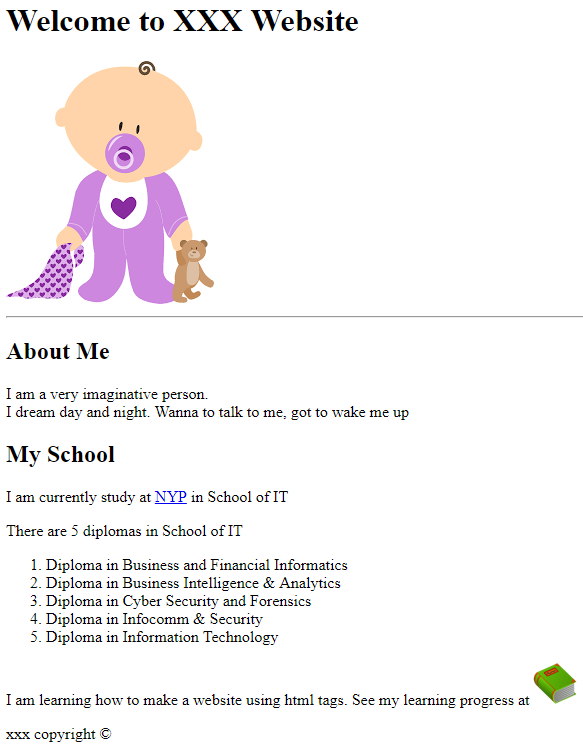 Welcome to XXX Website
About Me
I am a very imaginative person.
I dream day and night. Wanna to talk to me, got to wake me up
My School
I am currently study at NYP in School of IT
There are 5 diplomas in School of IT
1. Diploma in Business and Financial Informatics
2. Diploma in Business Intelligence & Analytics
3. Diploma in Cyber Security and Forensics
4. Diploma in Infocomm & Security
5. Diploma in Information Technology
I am learning how to make a website using html tags. See my learning progress at
xxx copyright ©